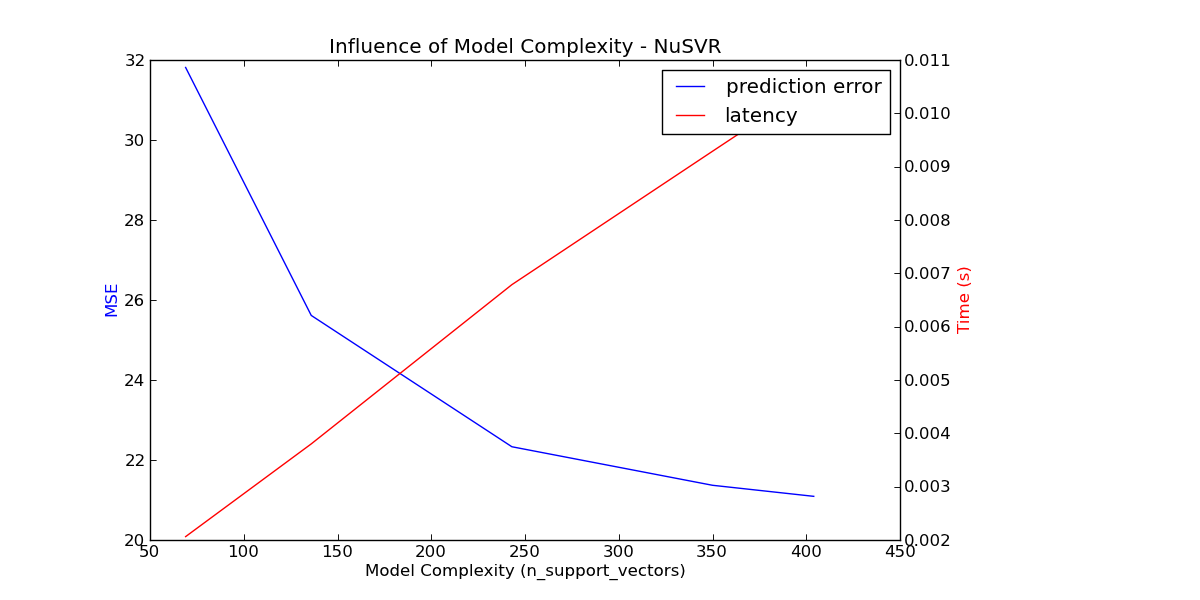 Influence of Model Complexity - NuSVR
prediction error
latency
32
30
28
26
24
22
20
MSE
0.011
0.010
0.009
0.008
0.007
0.006
0.005
0.004
0.003
0.002
Time (s)
50 100 150 200 250 300 350 400 450
Model Complexity (n_support_vectors)